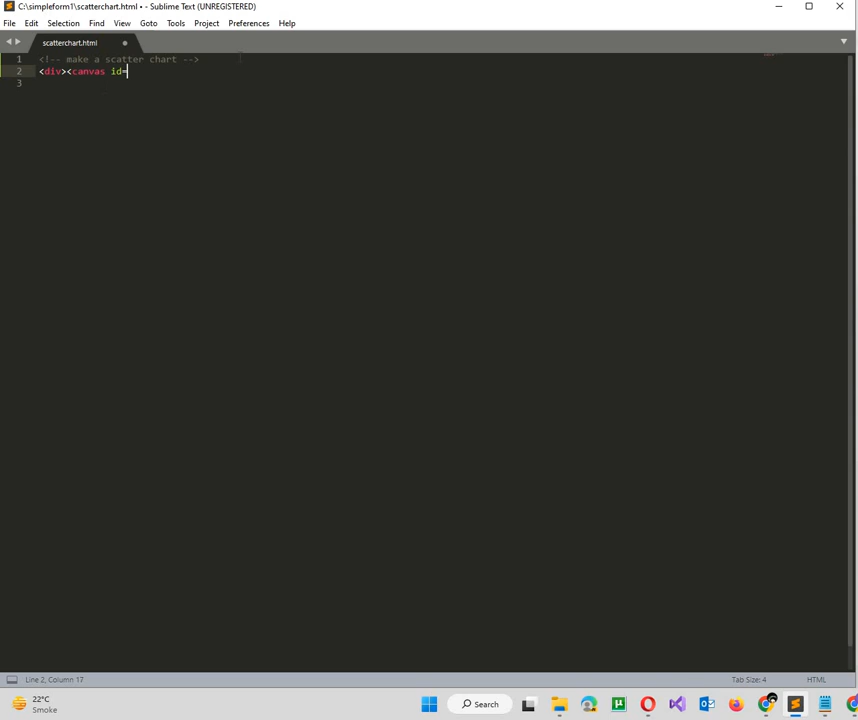 C:\simpleform1\scatterchart.html • - Sublime Text (UNREGISTERED)
File Edit Selection Find View Goto Tools Project Preferences Help
scatterchart.html
1 <!-- make a scatter chart -->
2 <div><canvas id=
3
Line 2, Column 17
Tab Size: 4
HTML
22°C
Smoke
Search